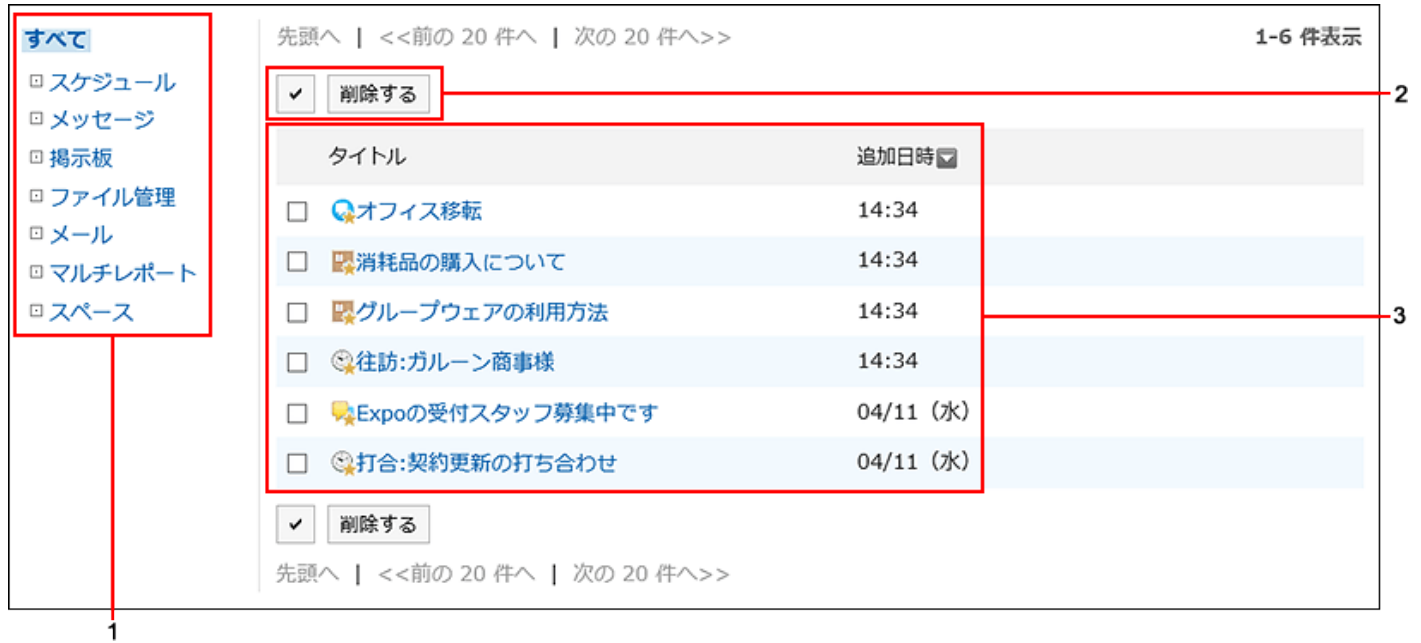 すべて
スケジュール
メッセージ
掲示板
ファイル管理
メール
マルチレポート
スペース
1
先頭へ | <<前の 20 件へ | 次の 20 件へ>>
1-6 件表示
削除する
2
タイトル 追加日時
オフィス移転 14:34
消耗品の購入について 14:34
グループウェアの利用方法 14:34
3
往訪:ガルーン商事様 14:34
Expoの受付スタッフ募集中です 04/11（水）
打合:契約更新の打ち合わせ 04/11（水）
削除する
先頭へ | <<前の 20 件へ | 次の 20 件へ>>